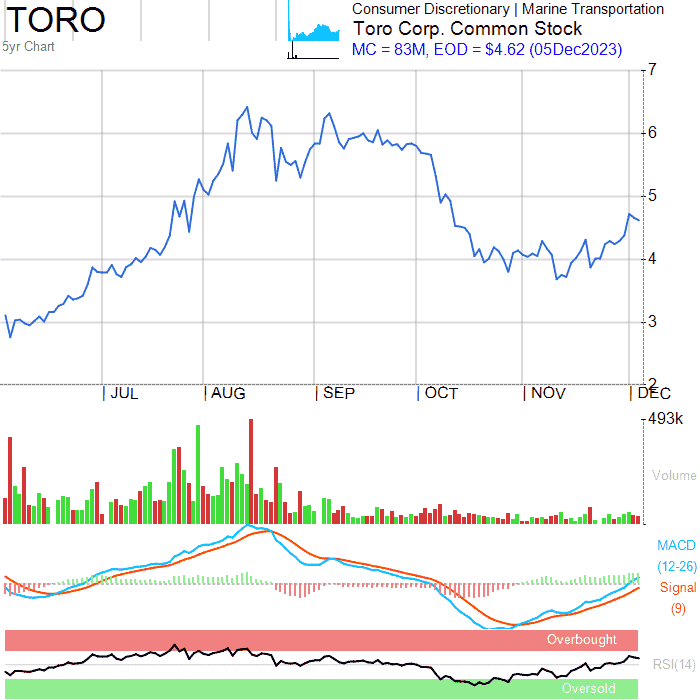 TORO
5yr Chart
Consumer Discretionary | Marine Transportation
Toro Corp. Common Stock
MC = 83M, EOD = $4.62 (05Dec2023)
7
6
5
4
3
2
| JUL | AUG | SEP | OCT | NOV | DEC
493k
Volume
MACD
(12-26)
Signal
(9)
Overbought
RSI(14)
Oversold